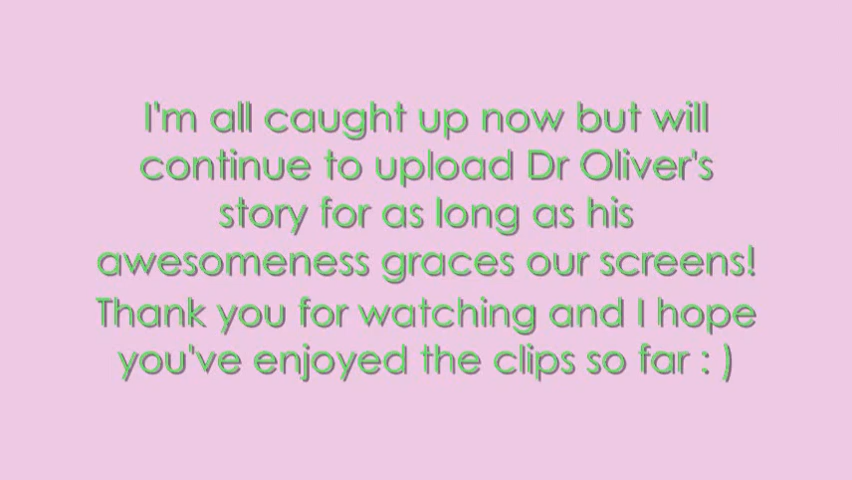 I'm all caught up now but will
continue to upload Dr Oliver's
story for as long as his
awesomeness graces our screens!
Thank you for watching and I hope
you've enjoyed the clips so far : )